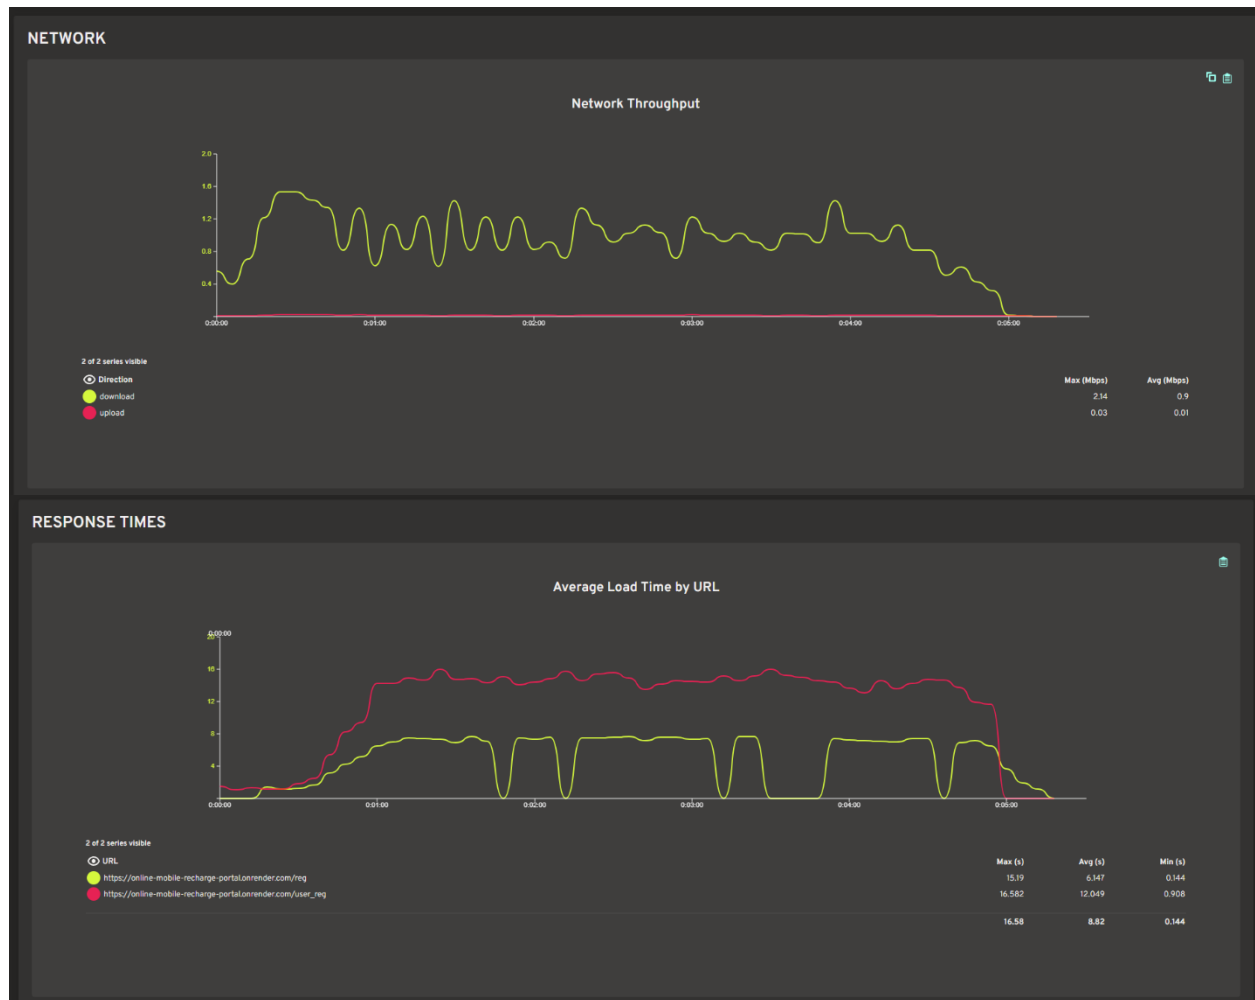 NETWORK
Network Throughput
2.0
1.6
1.2
0.8
0.4
0:00:00 0:01:00 0:02:00 0:03:00 0:04:00 0:05:00
2 of 2 series visible
Direction Max (Mbps) Avg (Mbps)
download 2.14 0.9
upload 0.03 0.01
RESPONSE TIMES
Average Load Time by URL
0:00:00
20
16
12
8
4
0:00:00 0:01:00 0:02:00 0:03:00 0:04:00 0:05:00
2 of 2 series visible
URL Max (s) Avg (s) Min (s)
https://online-mobile-recharge-portal.onrender.com/reg 15.19 6.147 0.144
https://online-mobile-recharge-portal.onrender.com/user_reg 16.582 12.049 0.908
16.58 8.82 0.144